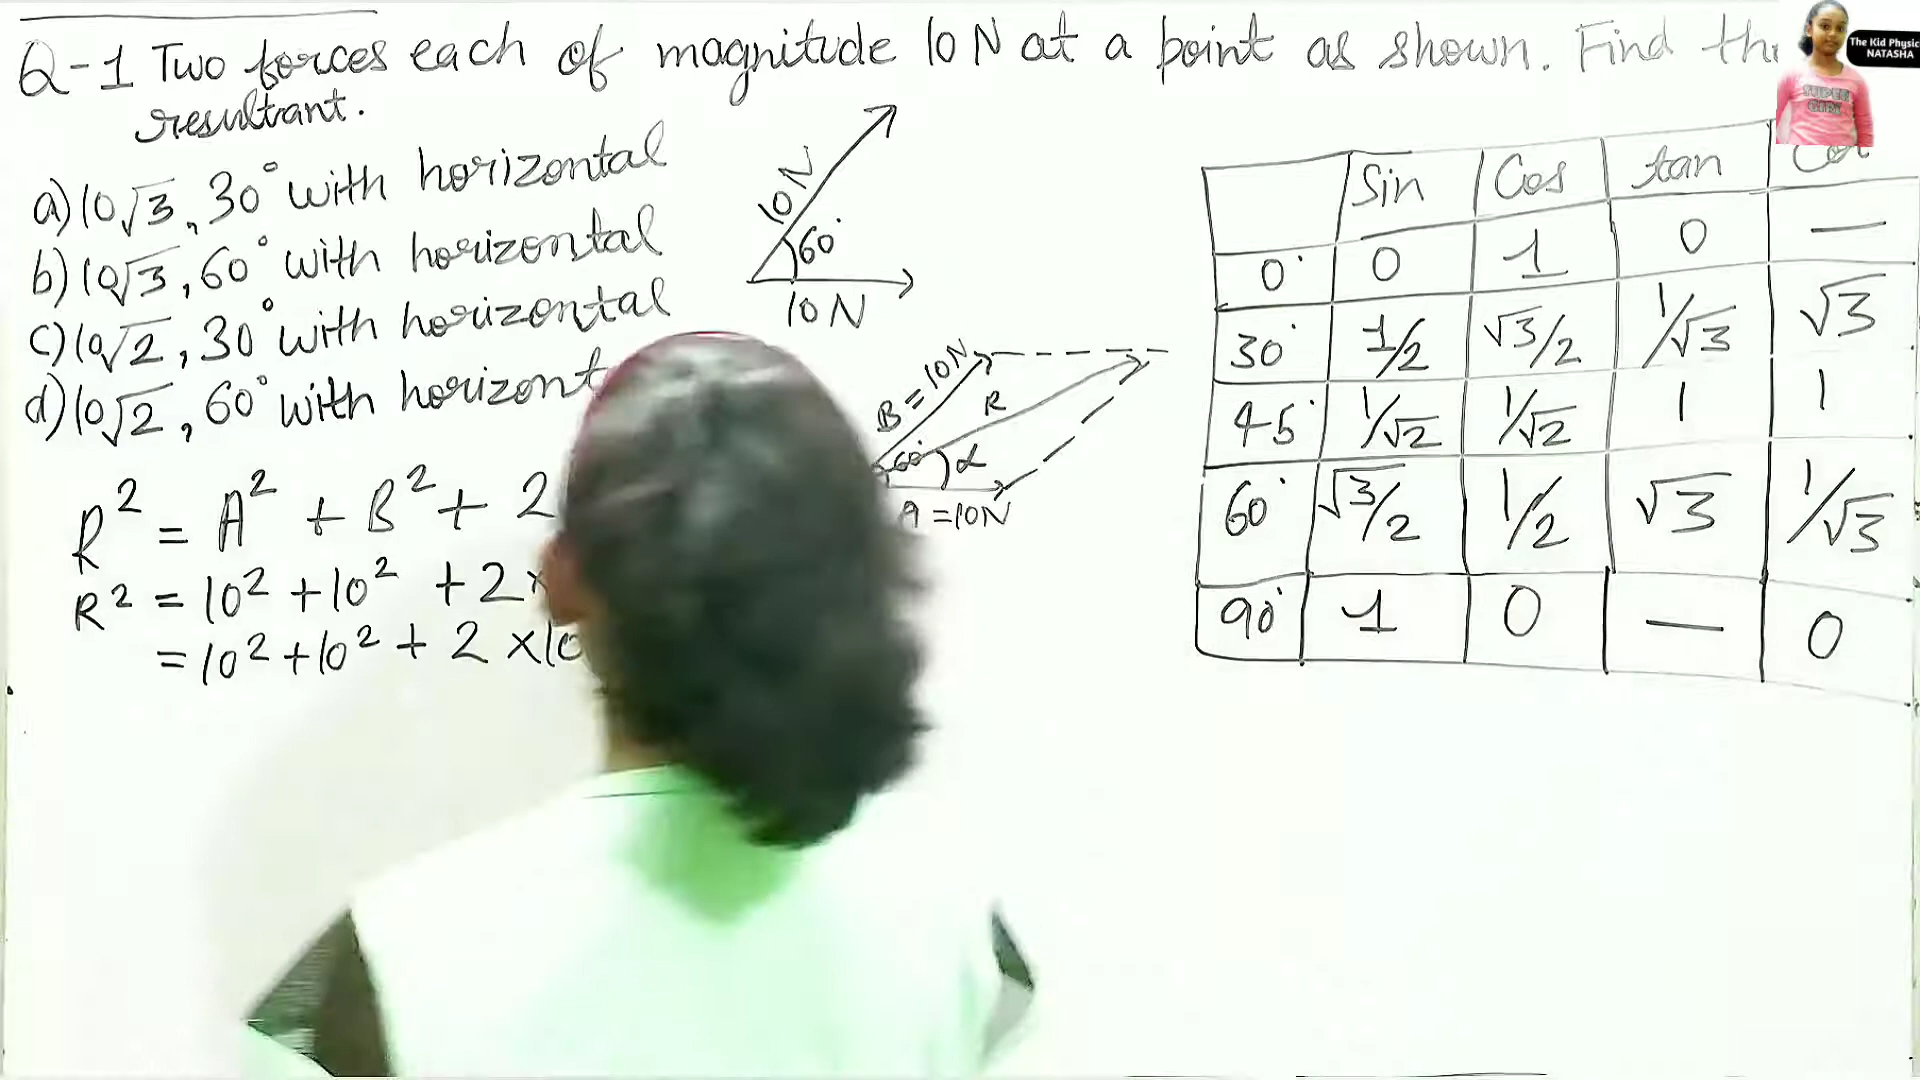 Q-1 Two forces each of magnitude 10 N at a point as shown. Find
resultant.
a) 10√3, 30° with horizontal
b) 10√3, 60° with horizontal
c) 10√2, 30° with horizontal
d) 10√2, 60° with horizont
10 N
60°
10 N
B = 10N
R
60°
α
A = 10N
R² = A² + B² + 2
R² = 10² + 10² + 2×
= 10² + 10² + 2 × 10
Sin Cos tan Cot
0° 0 1 0 —
30° 1/2 √3/2 1/√3 √3
45° 1/√2 1/√2 1 1
60° √3/2 1/2 √3 1/√3
90° 1 0 — 0
The Kid Physic
NATASHA
SUPER
GIRL